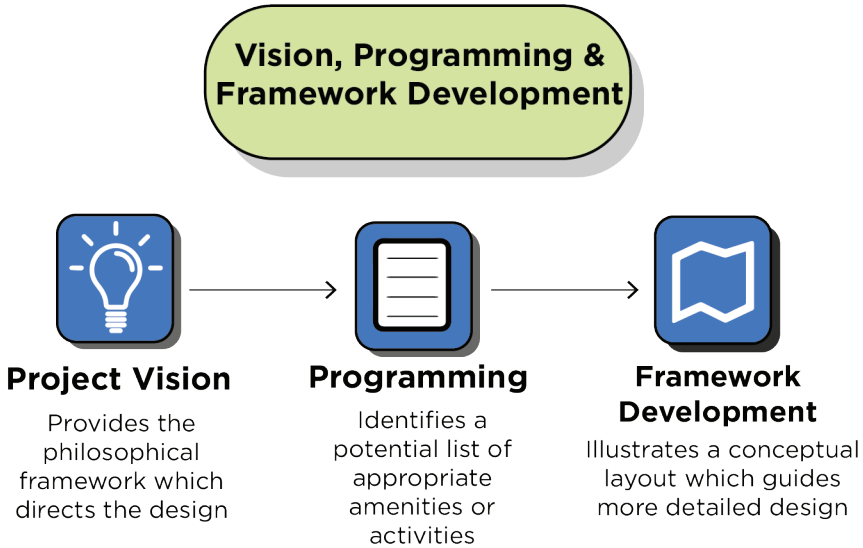 Vision, Programming &
Framework Development
Project Vision
Provides the
philosophical
framework which
directs the design
Programming
Identifies a
potential list of
appropriate
amenities or
activities
Framework
Development
Illustrates a conceptual
layout which guides
more detailed design